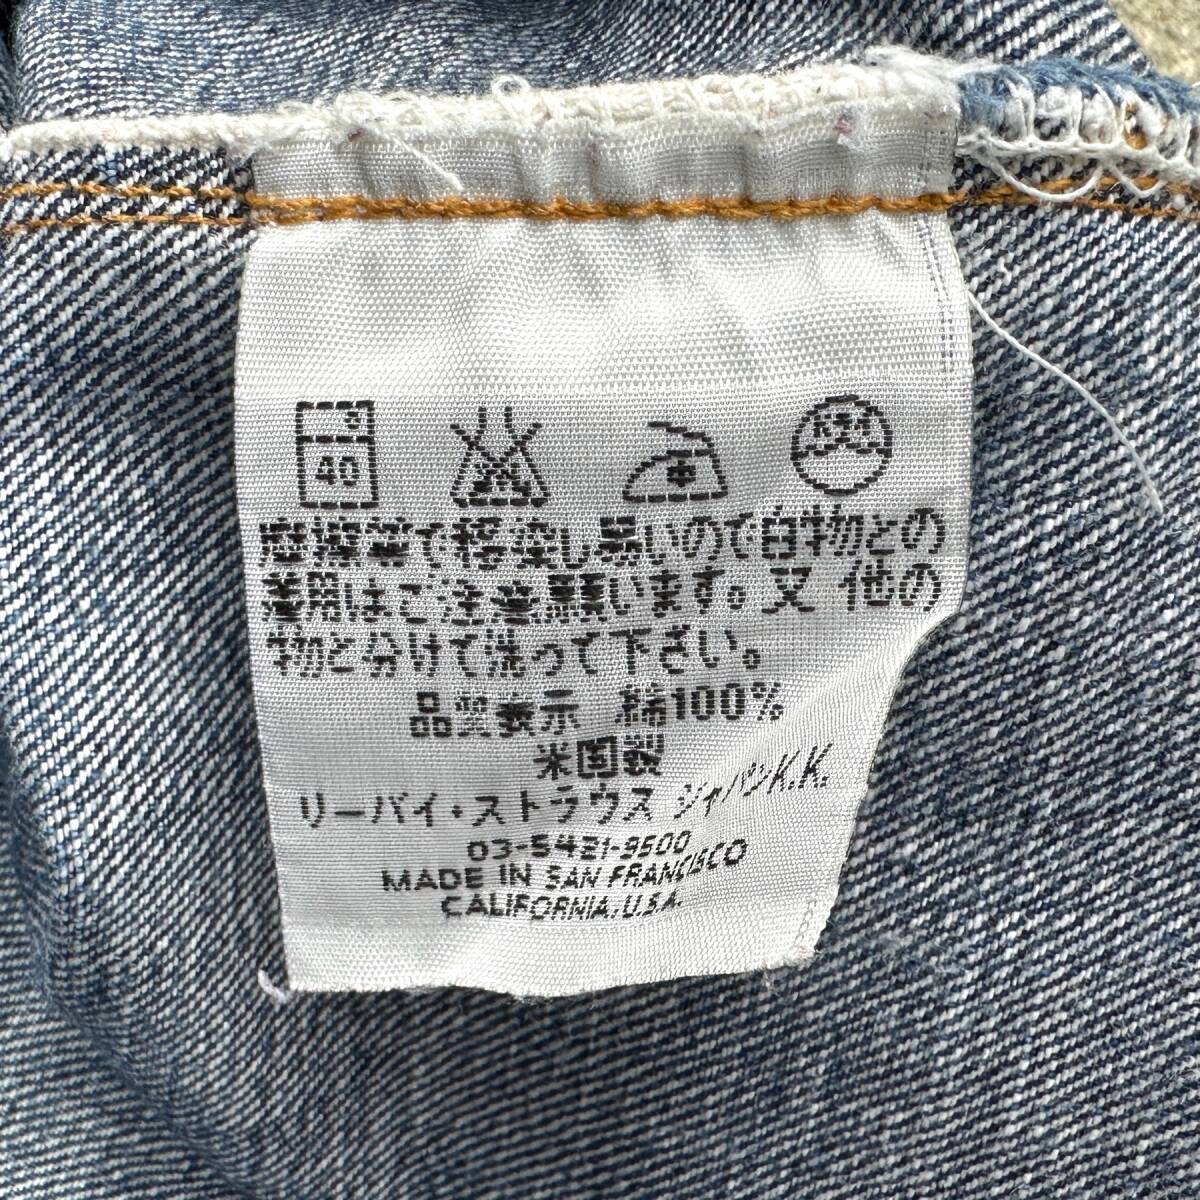 40
中
ドライ
摩擦等で移染し易いので白物との
着用はご注意願います。又 他の
物と分けて洗って下さい。
品質表示 綿100%
米国製
リーバイ・ストラウス ジャパンK.K.
03-5421-9500
MADE IN SAN FRANCISCO
CALIFORNIA.U.S.A.